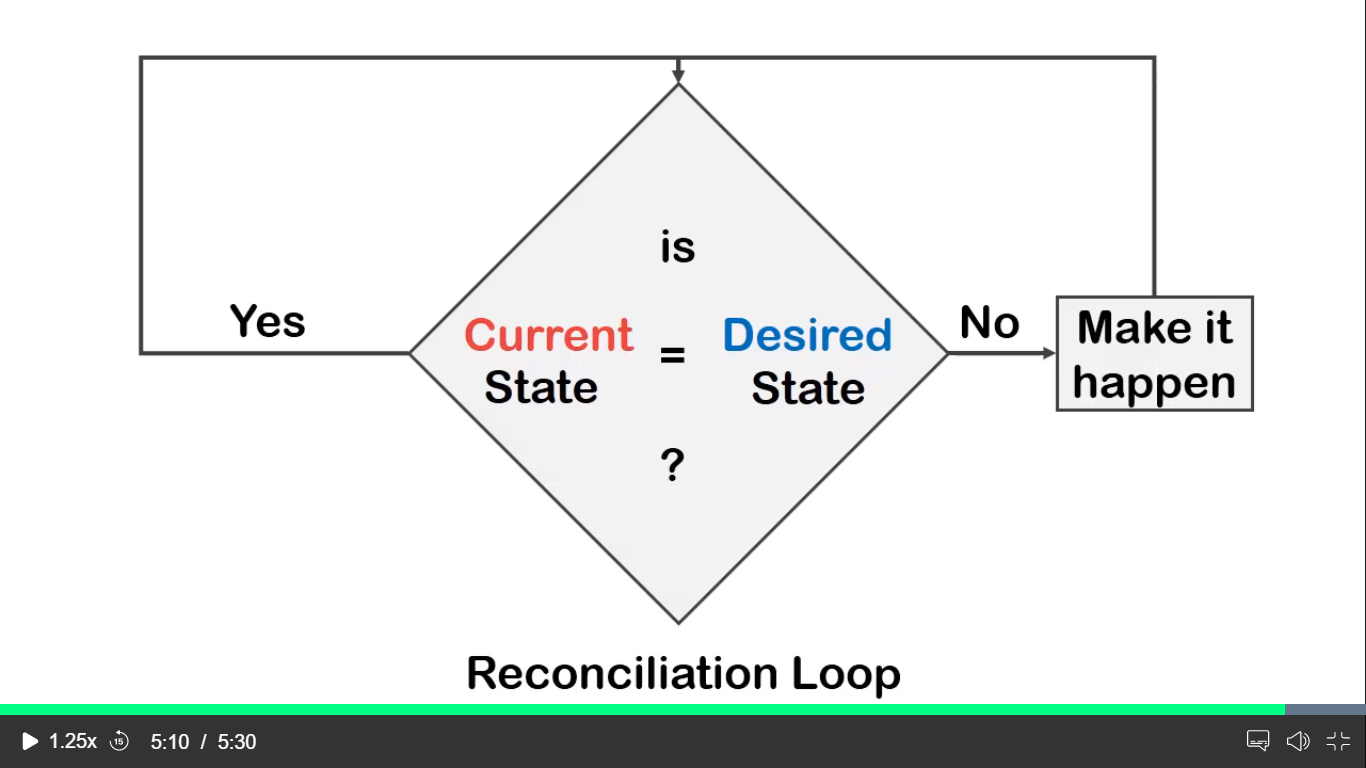 is
Yes
Current
State
=
Desired
State
No
Make it
happen
?
Reconciliation Loop
1.25x
15
5:10 / 5:30